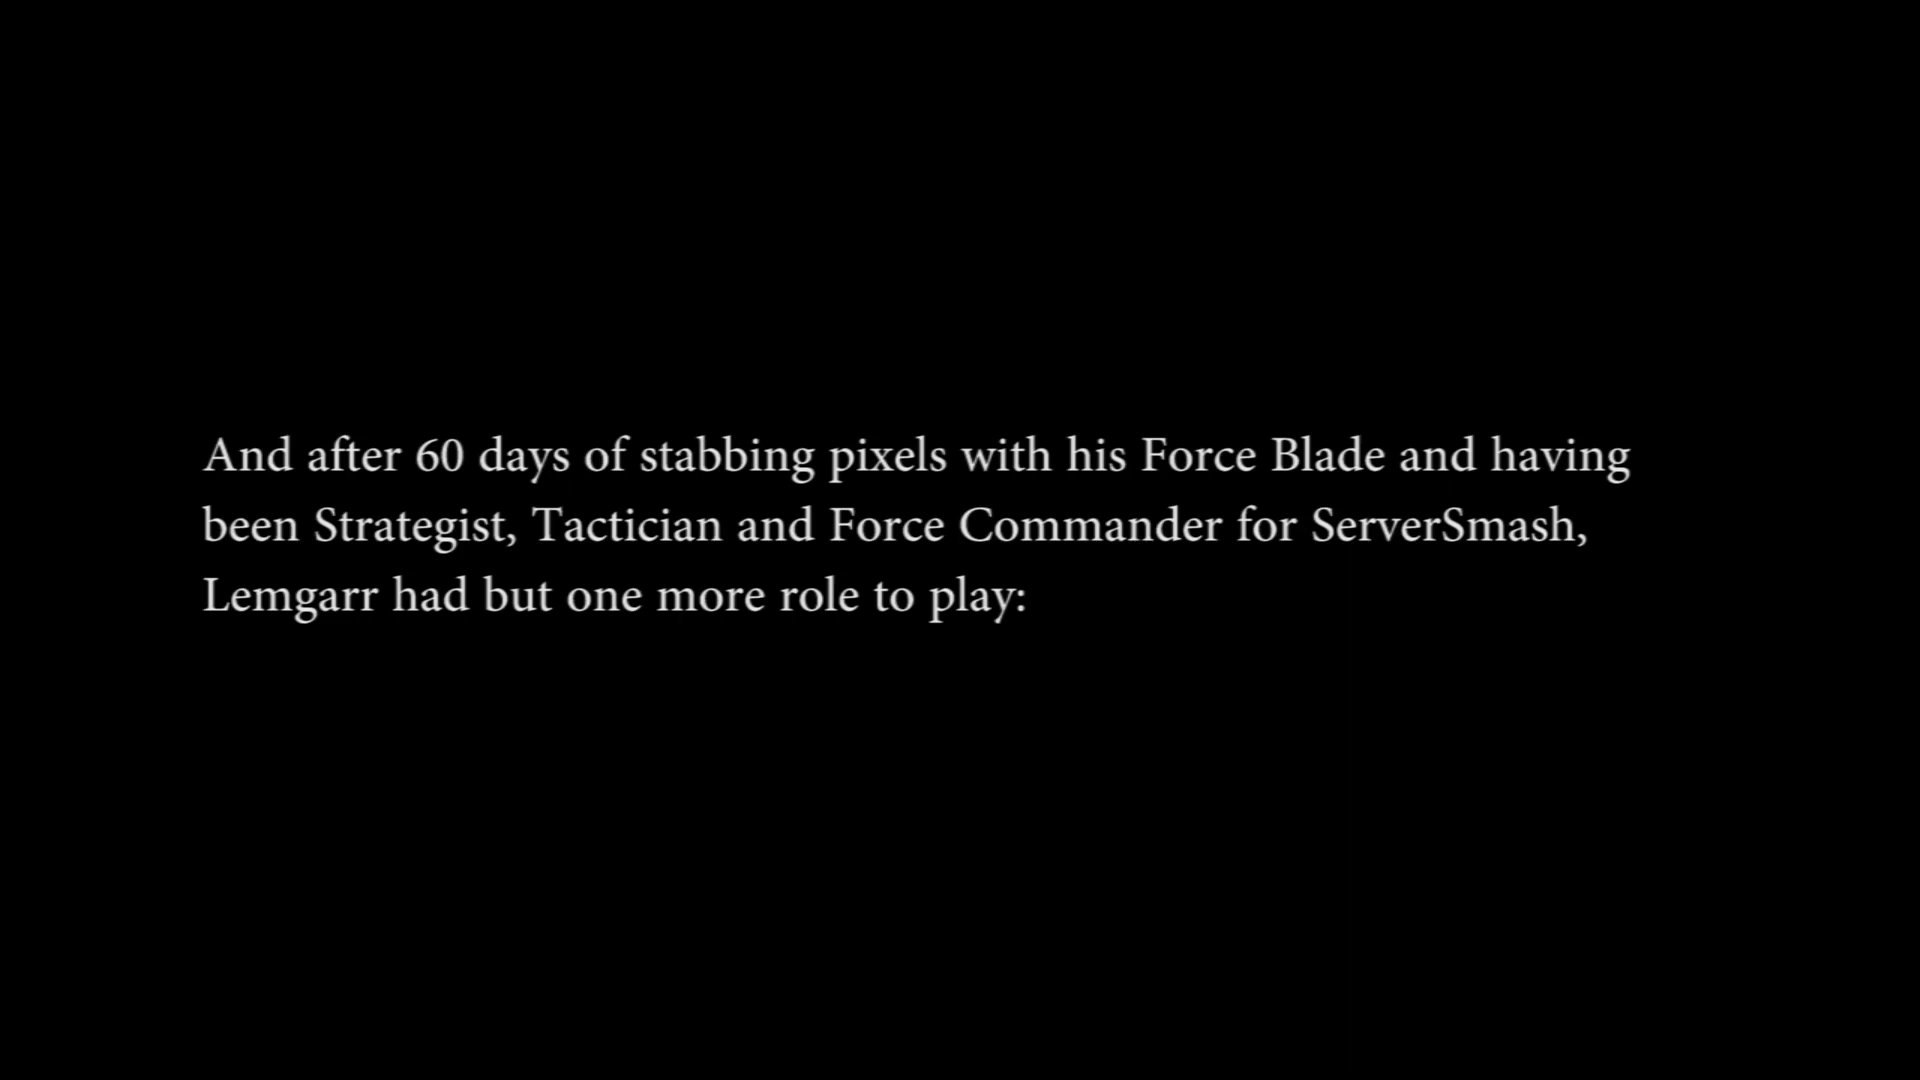 And after 60 days of stabbing pixels with his Force Blade and having
been Strategist, Tactician and Force Commander for ServerSmash,
Lemgarr had but one more role to play: